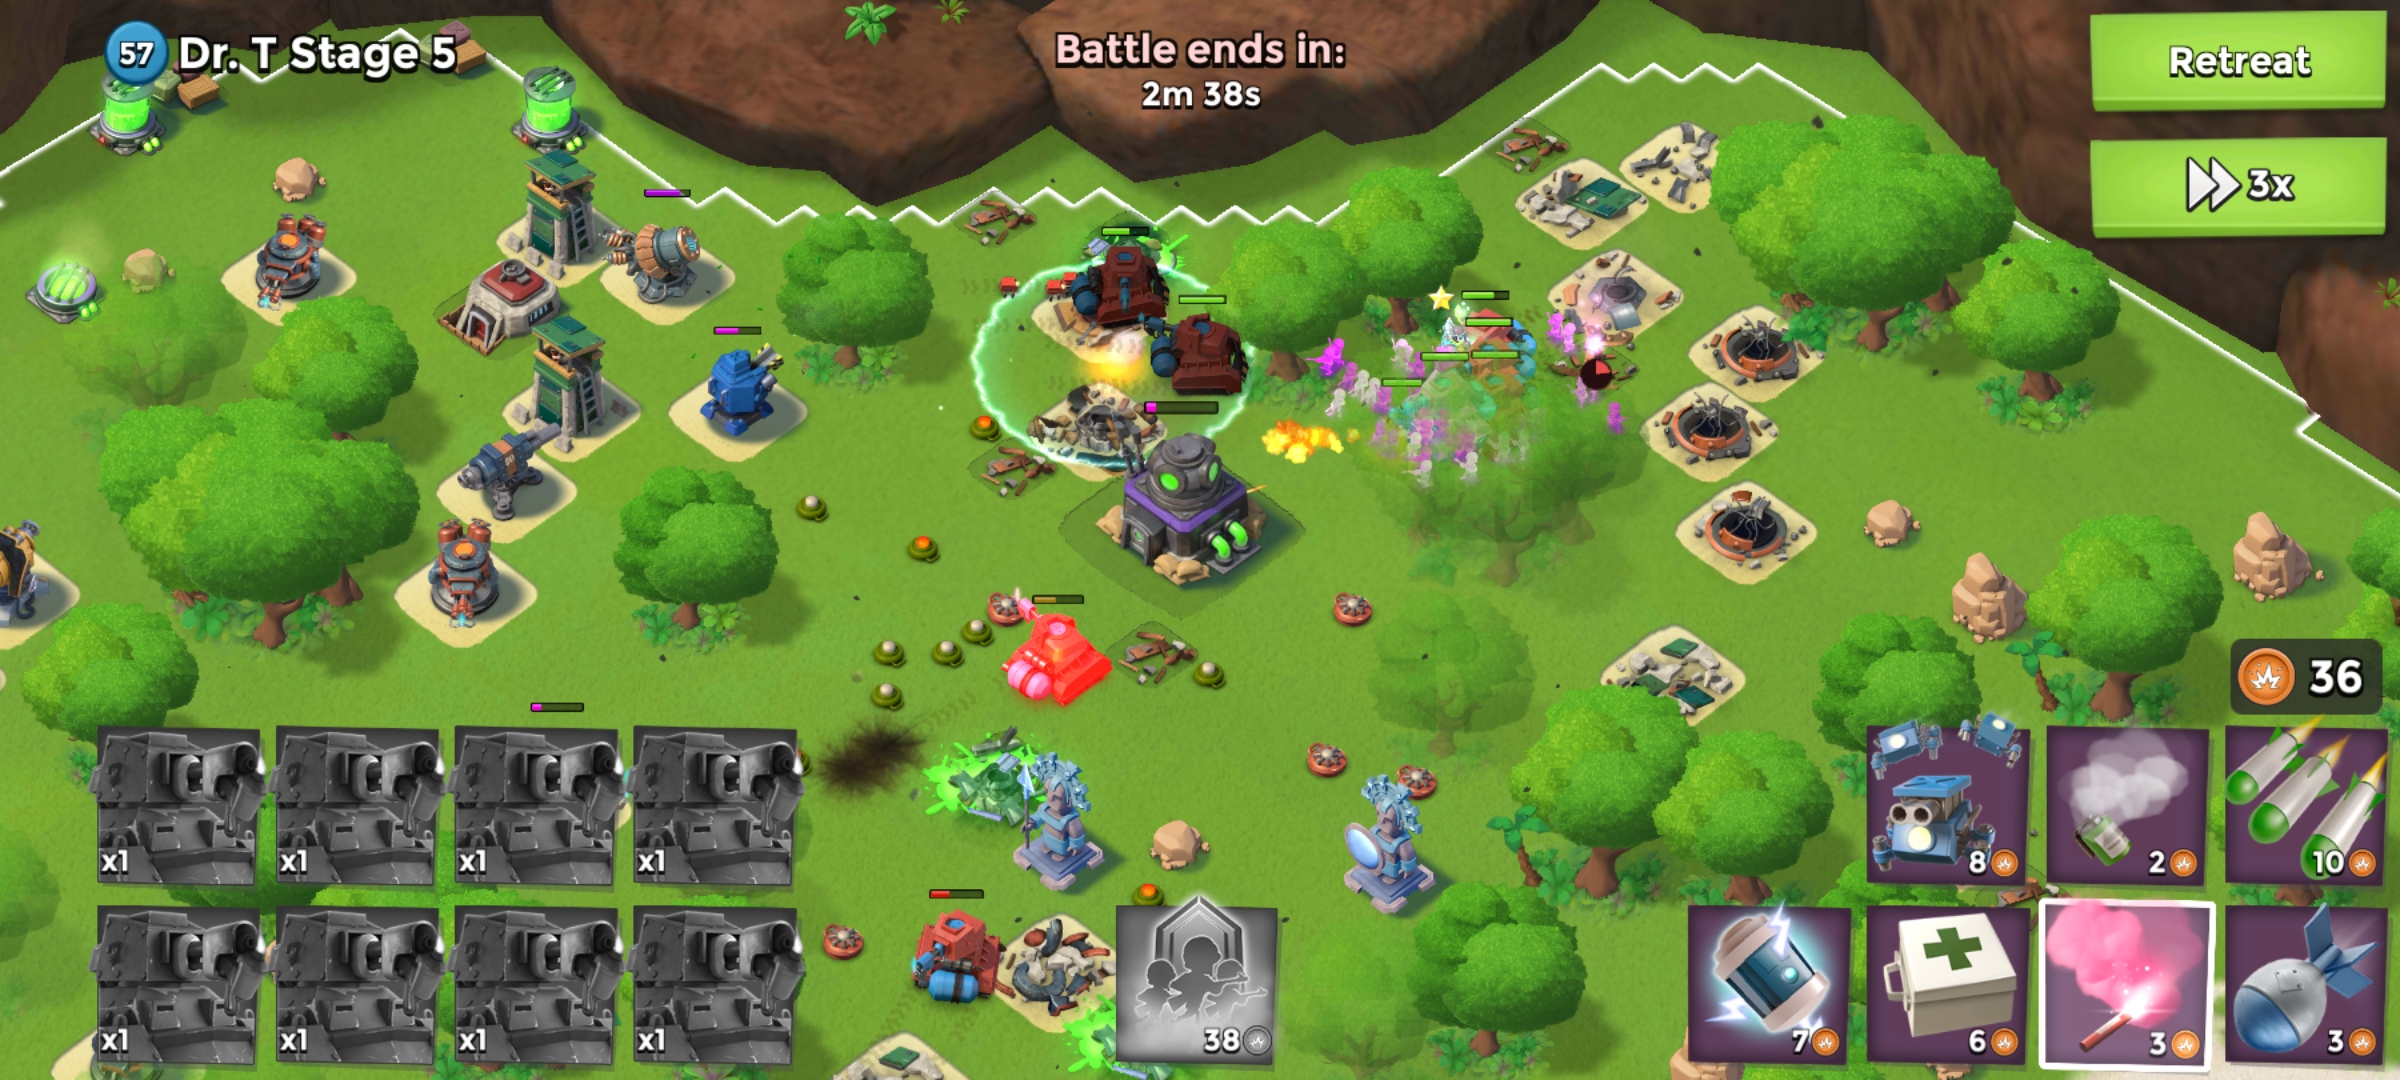 57 Dr. T Stage 5
Battle ends in:
2m 38s
Retreat
3x
36
x1 x1 x1 x1
8 2 10
x1 x1 x1 x1
38
7 6 3 3